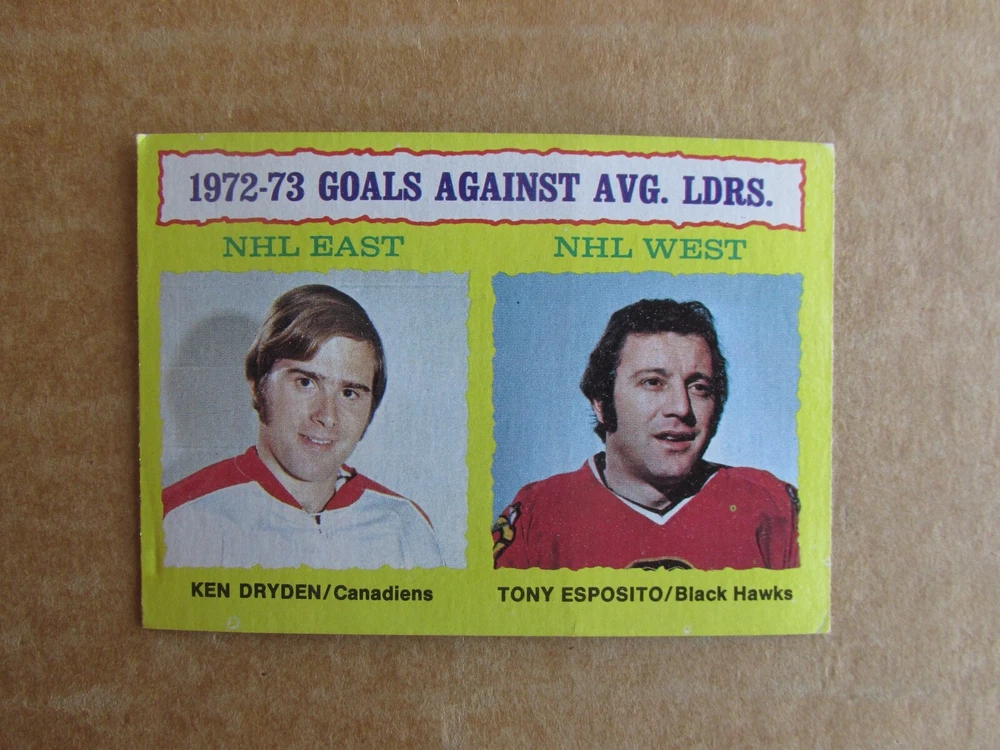 1972-73 GOALS AGAINST AVG. LDRS.
NHL EAST NHL WEST
KEN DRYDEN/Canadiens TONY ESPOSITO/Black Hawks